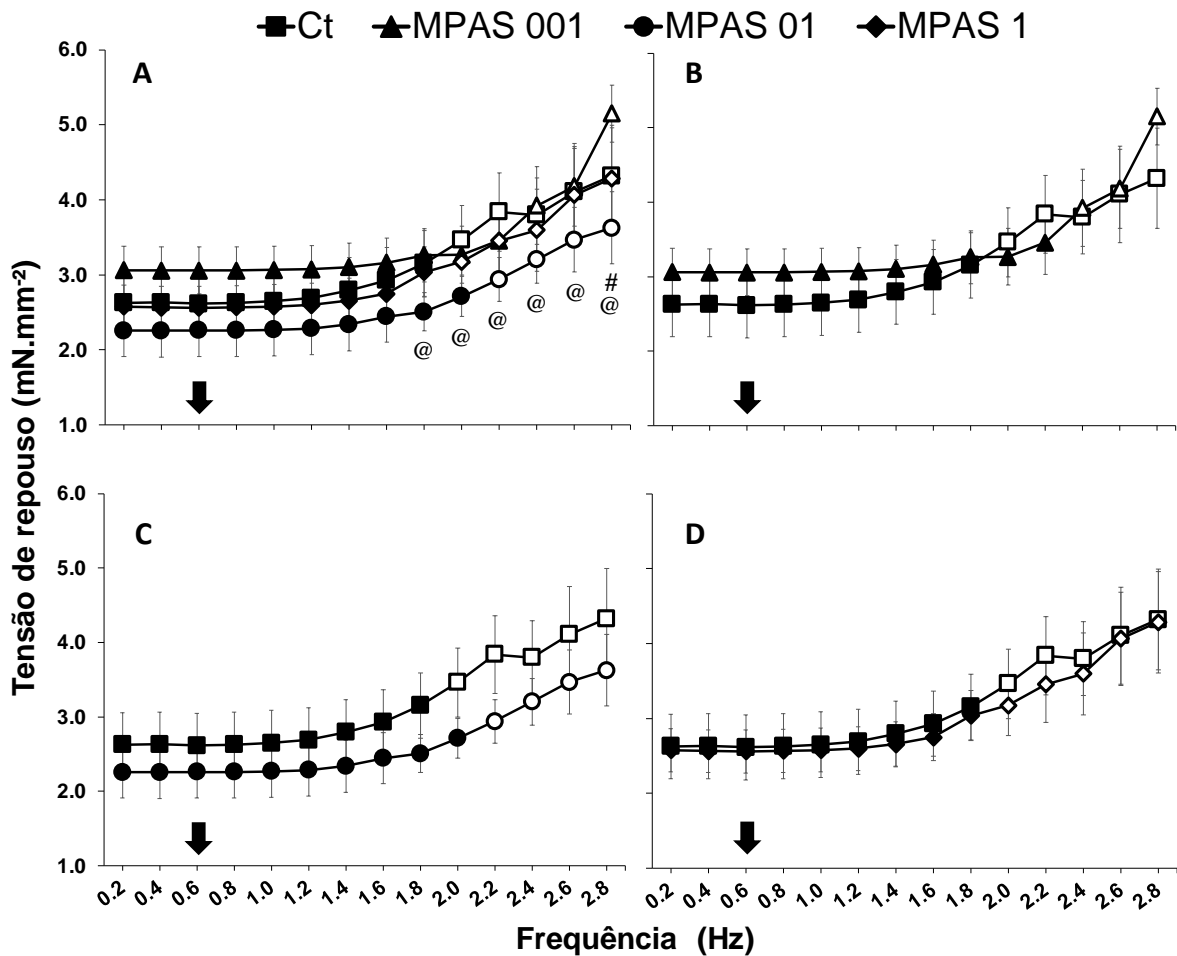 Ct MPAS 001 MPAS 01 MPAS 1
A B
6.0
5.0
4.0
3.0
2.0
1.0
@ @ @ @ @ #
@
C D
6.0
5.0
4.0
3.0
2.0
1.0
0.2 0.4 0.6 0.8 1.0 1.2 1.4 1.6 1.8 2.0 2.2 2.4 2.6 2.8
0.2 0.4 0.6 0.8 1.0 1.2 1.4 1.6 1.8 2.0 2.2 2.4 2.6 2.8
Tensão de repouso (mN.mm⁻²)
Frequência (Hz)